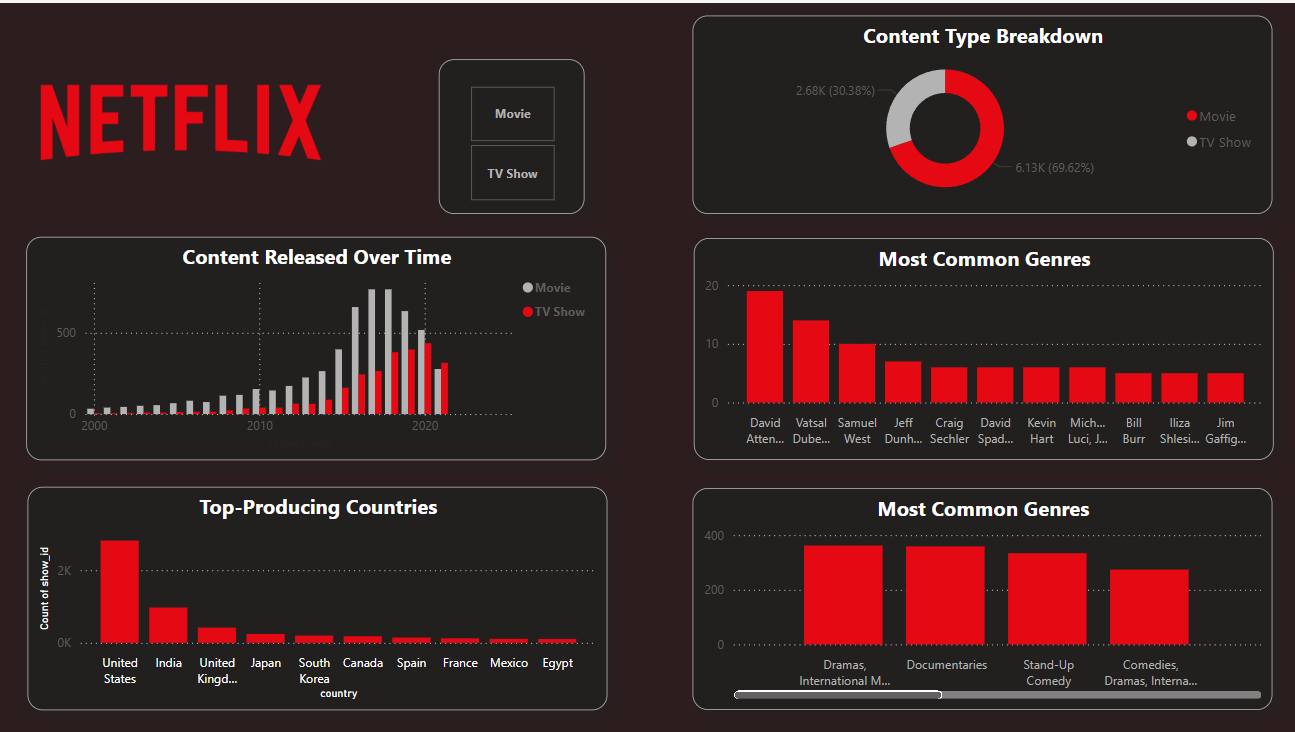 NETFLIX
Movie
TV Show
Content Type Breakdown
2.68K (30.38%)
6.13K (69.62%)
Movie
TV Show
Content Released Over Time
Movie
TV Show
500
0
2000
2010
2020
Most Common Genres
20
10
0
David
Atten...
Vatsal
Dube...
Samuel
West
Jeff
Dunh...
Craig
Sechler
David
Spad...
Kevin
Hart
Mich...
Luci, J...
Bill
Burr
Iliza
Shlesi...
Jim
Gaffig...
Top-Producing Countries
Count of show_id
2K
0K
United
States
India
United
Kingd...
Japan
South
Korea
Canada
Spain
France
Mexico
Egypt
country
Most Common Genres
400
200
0
Dramas,
International M...
Documentaries
Stand-Up
Comedy
Comedies,
Dramas, Interna...